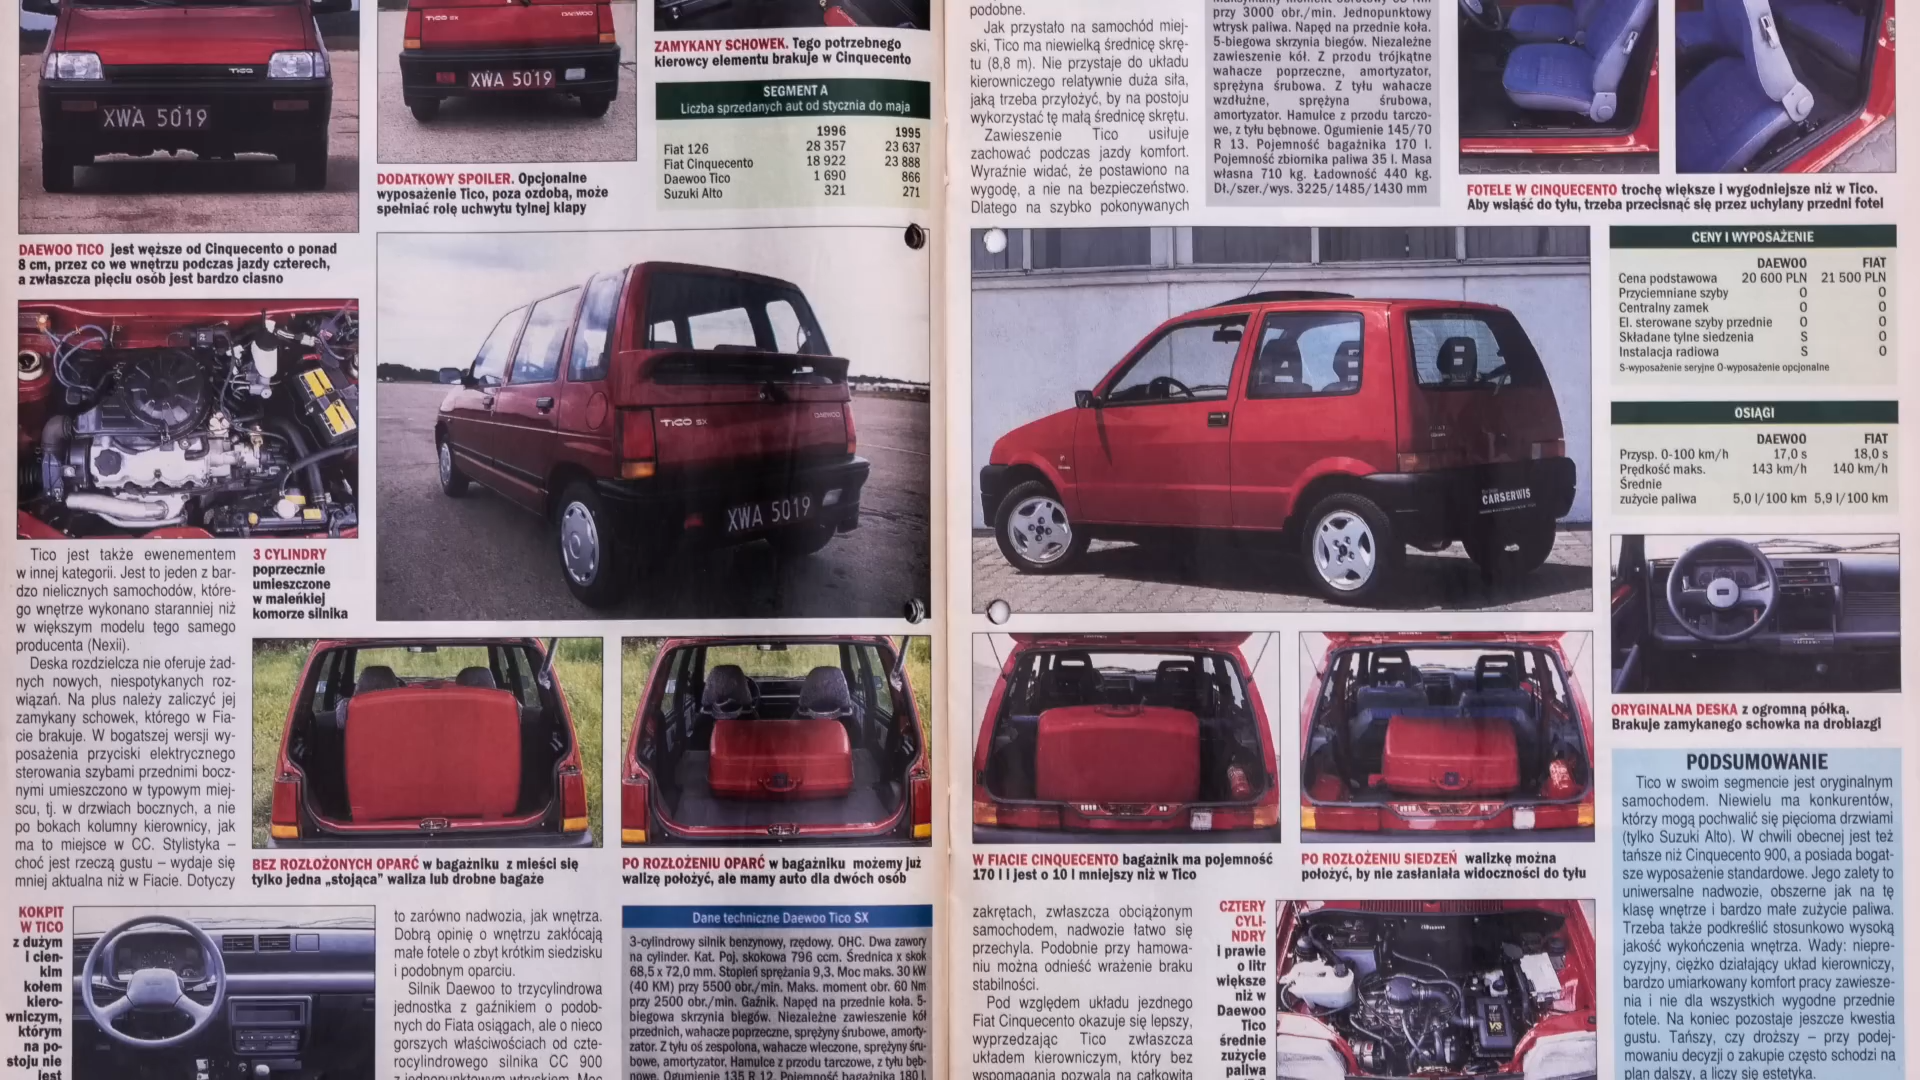 TICO
XWA 5019
DAEWOO TICO jest węższe od Cinquecento o ponad
8 cm, przez co we wnętrzu podczas jazdy czterech,
a zwłaszcza pięciu osób jest bardzo ciasno
TICO SX
DAEWOO
XWA 5019
DODATKOWY SPOILER. Opcjonalne
wyposażenie Tico, poza ozdobą, może
spełniać rolę uchwytu tylnej klapy
ZAMYKANY SCHOWEK. Tego potrzebnego
kierowcy elementu brakuje w Cinquecento
SEGMENT A
Liczba sprzedanych aut od stycznia do maja
1996 1995
Fiat 126 28 357 23 637
Fiat Cinquecento 18 922 23 888
Daewoo Tico 1 690 866
Suzuki Alto 321 271
TICO SX
DAEWOO
XWA 5019
3 CYLINDRY
poprzecznie
umieszczone
w maleńkiej
komorze silnika
Tico jest także ewenementem
w innej kategorii. Jest to jeden z bar-
dzo nielicznych samochodów, które-
go wnętrze wykonano staranniej niż
w większym modelu tego samego
producenta (Nexii).
Deska rozdzielcza nie oferuje żad-
nych nowych, niespotykanych roz-
wiązań. Na plus należy zaliczyć jej
zamykany schowek, którego w Fia-
cie brakuje. W bogatszej wersji wy-
posażenia przyciski elektrycznego
sterowania szybami przednimi bocz-
nymi umieszczono w typowym miej-
scu, tj. w drzwiach bocznych, a nie
po bokach kolumny kierownicy, jak
ma to miejsce w CC. Stylistyka –
choć jest rzeczą gustu – wydaje się
mniej aktualna niż w Fiacie. Dotyczy
BEZ ROZŁOŻONYCH OPARĆ w bagażniku z mieści się
tylko jedna „stojąca” waliza lub drobne bagaże
PO ROZŁOŻENIU OPARĆ w bagażniku możemy już
walizę położyć, ale mamy auto dla dwóch osób
KOKPIT
W TICO
z dużym
i cien-
kim
kołem
kiero-
wniczym,
którym
na po-
stoju nie
jest
to zarówno nadwozia, jak wnętrza.
Dobrą opinię o wnętrzu zakłócają
małe fotele o zbyt krótkim siedzisku
i podobnym oparciu.
Silnik Daewoo to trzycylindrowa
jednostka z gaźnikiem o podob-
nych do Fiata osiągach, ale o nieco
gorszych właściwościach od czte-
rocylindrowego silnika CC 900
z jednopunktowym wtryskiem. Moc
Dane techniczne Daewoo Tico SX
3-cylindrowy silnik benzynowy, rzędowy. OHC. Dwa zawory
na cylinder. Kat. Poj. skokowa 796 ccm. Średnica x skok
68,5 x 72,0 mm. Stopień sprężania 9,3. Moc maks. 30 kW
(40 KM) przy 5500 obr./min. Maks. moment obr. 60 Nm
przy 2500 obr./min. Gaźnik. Napęd na przednie koła. 5-
biegowa skrzynia biegów. Niezależne zawieszenie kół
przednich, wahacze poprzeczne, sprężyny śrubowe, amorty-
zator. Z tyłu oś zespolona, wahacze wleczone, sprężyny śru-
bowe, amortyzator. Hamulce z przodu tarczowe, z tyłu bęb-
nowe. Ogumienie 135 R 12. Pojemność bagażnika 180 l.
podobne.
Jak przystało na samochód miej-
ski, Tico ma niewielką średnicę skrę-
tu (8,8 m). Nie przystaje do układu
kierowniczego relatywnie duża siła,
jaką trzeba przyłożyć, by na postoju
wykorzystać tę małą średnicę skrętu.
Zawieszenie Tico usiłuje
zachować podczas jazdy komfort.
Wyraźnie widać, że postawiono na
wygodę, a nie na bezpieczeństwo.
Dlatego na szybko pokonywanych
przy 3000 obr./min. Jednopunktowy
wtrysk paliwa. Napęd na przednie koła.
5-biegowa skrzynia biegów. Niezależne
zawieszenie kół. Z przodu trójkątne
wahacze poprzeczne, amortyzator,
sprężyna śrubowa. Z tyłu wahacze
wzdłużne, sprężyna śrubowa,
amortyzator. Hamulce z przodu tarczo-
we, z tyłu bębnowe. Ogumienie 145/70
R 13. Pojemność bagażnika 170 l.
Pojemność zbiornika paliwa 35 l. Masa
własna 710 kg. Ładowność 440 kg.
Dł./szer./wys. 3225/1485/1430 mm
FOTELE W CINQUECENTO trochę większe i wygodniejsze niż w Tico.
Aby wsiąść do tyłu, trzeba przecisnąć się przez uchylany przedni fotel
CARSERWIS
CENY I WYPOSAŻENIE
DAEWOO FIAT
Cena podstawowa 20 600 PLN 21 500 PLN
Przyciemniane szyby O O
Centralny zamek O O
El. sterowane szyby przednie O O
Składane tylne siedzenia S O
Instalacja radiowa S O
S-wyposażenie seryjne O-wyposażenie opcjonalne
OSIĄGI
DAEWOO FIAT
Przysp. 0-100 km/h 17,0 s 18,0 s
Prędkość maks. 143 km/h 140 km/h
Średnie
zużycie paliwa 5,0 l/100 km 5,9 l/100 km
ORYGINALNA DESKA z ogromną półką.
Brakuje zamykanego schowka na drobiazgi
W FIACIE CINQUECENTO bagażnik ma pojemność
170 l i jest o 10 l mniejszy niż w Tico
PO ROZŁOŻENIU SIEDZEŃ walizkę można
położyć, by nie zasłaniała widoczności do tyłu
zakrętach, zwłaszcza obciążonym
samochodem, nadwozie łatwo się
przechyla. Podobnie przy hamowa-
niu można odnieść wrażenie braku
stabilności.
Pod względem układu jezdnego
Fiat Cinquecento okazuje się lepszy,
wyprzedzając Tico zwłaszcza
układem kierowniczym, który bez
wspomagania pozwala na całkowitą
CZTERY
CYLI-
NDRY
i prawie
o litr
większe
niż w
Daewoo
Tico
średnie
zużycie
paliwa
PODSUMOWANIE
Tico w swoim segmencie jest oryginalnym
samochodem. Niewielu ma konkurentów,
którzy mogą pochwalić się pięcioma drzwiami
(tylko Suzuki Alto). W chwili obecnej jest też
tańsze niż Cinquecento 900, a posiada bogat-
sze wyposażenie standardowe. Jego zalety to
uniwersalne nadwozie, obszerne jak na tę
klasę wnętrze i bardzo małe zużycie paliwa.
Trzeba także podkreślić stosunkowo wysoką
jakość wykończenia wnętrza. Wady: niepre-
cyzyjny, ciężko działający układ kierowniczy,
bardzo umiarkowany komfort pracy zawiesze-
nia i nie dla wszystkich wygodne przednie
fotele. Na koniec pozostaje jeszcze kwestia
gustu. Tańszy, czy droższy – przy podej-
mowaniu decyzji o zakupie często schodzi na
plan dalszy, a liczy się estetyka.